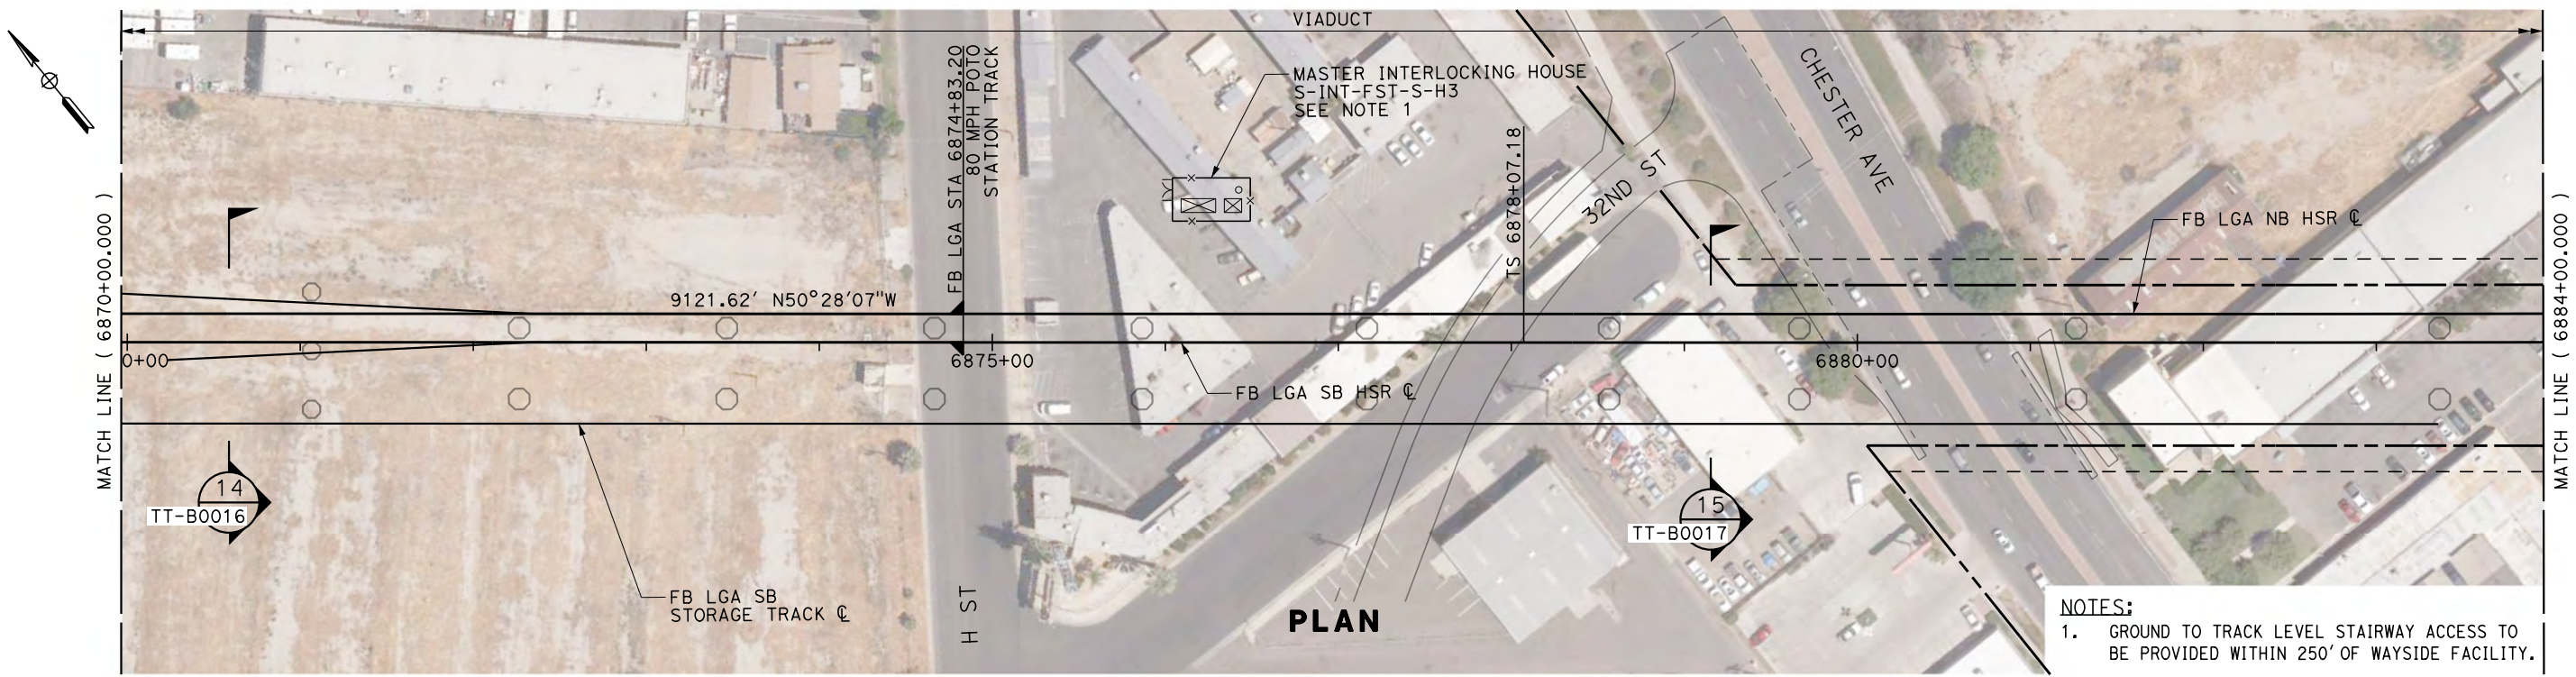 VIADUCT
MATCH LINE ( 6870+00.000 )
FB LGA STA 6874+83.20
80 MPH POTO
STATION TRACK
MASTER INTERLOCKING HOUSE
S-INT-FST-S-H3
SEE NOTE 1
TS 6878+07.18
32ND ST
CHESTER AVE
FB LGA NB HSR ℄
MATCH LINE ( 6884+00.000 )
9121.62' N50°28'07"W
0+00
6875+00
6880+00
FB LGA SB HSR ℄
14
TT-B0016
15
TT-B0017
FB LGA SB
STORAGE TRACK ℄
H ST
PLAN
NOTES:
1. GROUND TO TRACK LEVEL STAIRWAY ACCESS TO
BE PROVIDED WITHIN 250' OF WAYSIDE FACILITY.